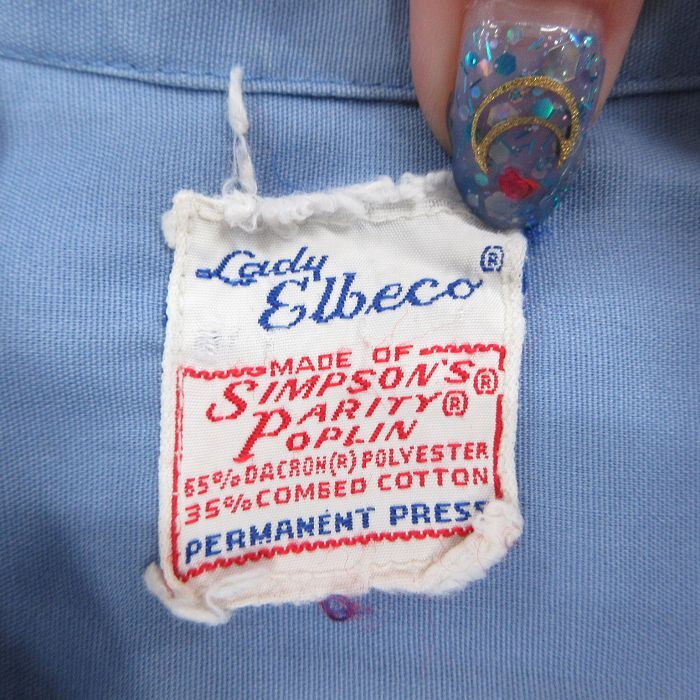 Lady ®
Elbeco
MADE OF
SIMPSON'S®
PARITY®
POPLIN
65% DACRON(R) POLYESTER
35% COMBED COTTON
PERMANENT PRESS